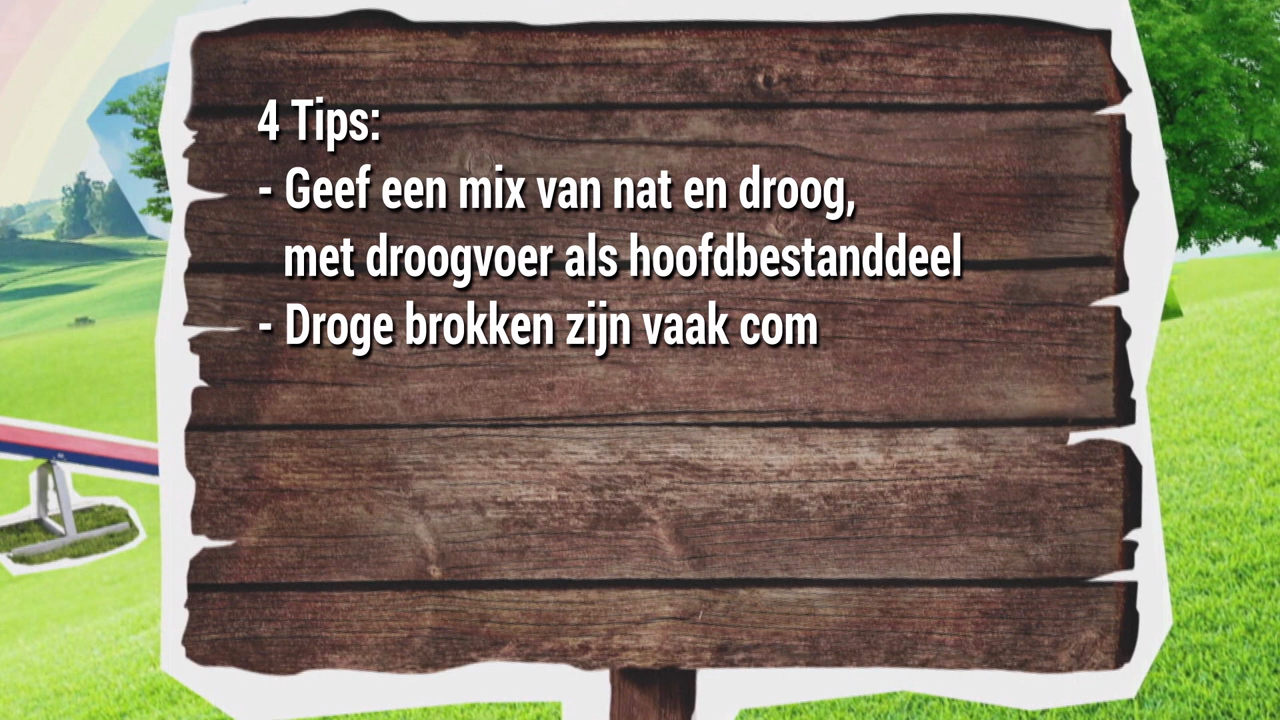 4 Tips:
- Geef een mix van nat en droog,
met droogvoer als hoofdbestanddeel
- Droge brokken zijn vaak com